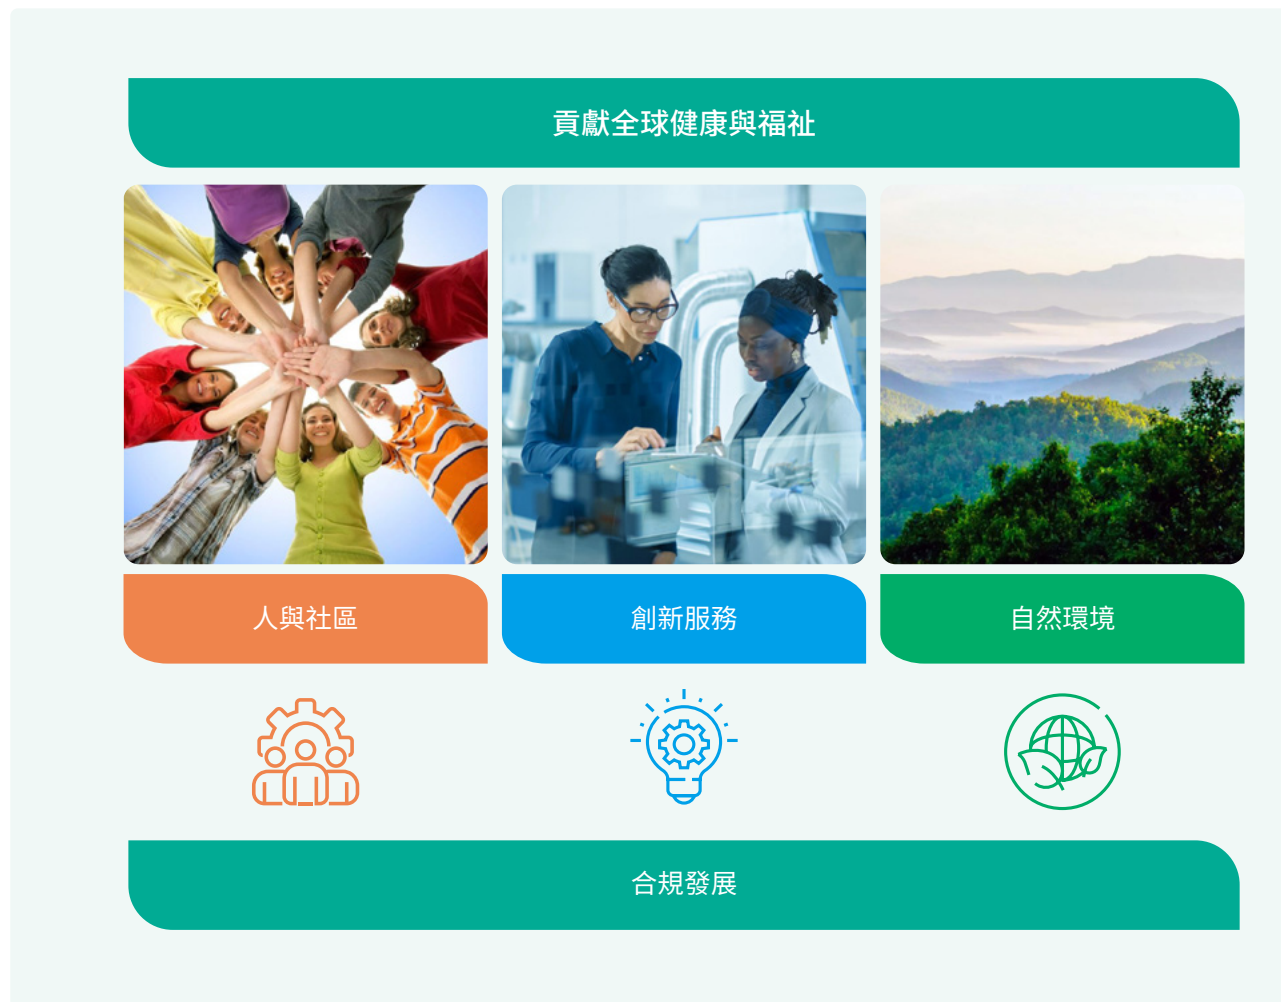 貢獻全球健康與福祉
人與社區
創新服務
自然環境
合規發展